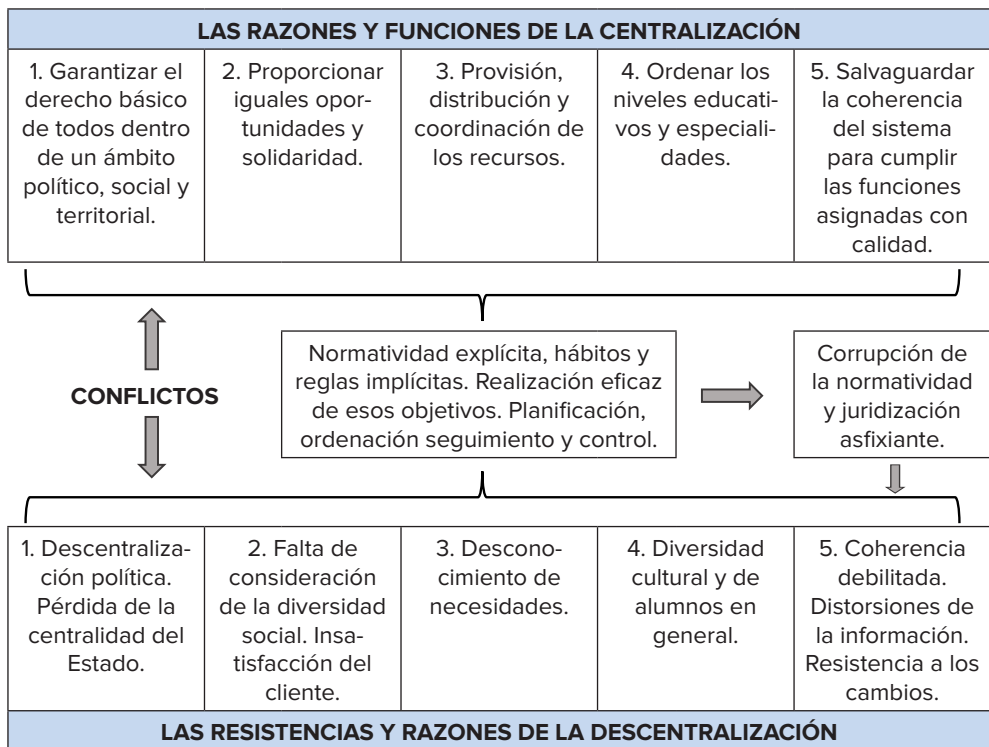 LAS RAZONES Y FUNCIONES DE LA CENTRALIZACIÓN
1. Garantizar el
derecho básico
de todos dentro
de un ámbito
político, social y
territorial.
2. Proporcionar
iguales opor-
tunidades y
solidaridad.
3. Provisión,
distribución y
coordinación de
los recursos.
4. Ordenar los
niveles educati-
vos y especiali-
dades.
5. Salvaguardar
la coherencia
del sistema
para cumplir
las funciones
asignadas con
calidad.
CONFLICTOS
Normatividad explícita, hábitos y
reglas implícitas. Realización eficaz
de esos objetivos. Planificación,
ordenación seguimiento y control.
Corrupción de
la normatividad
y juridización
asfixiante.
1. Descentraliza-
ción política.
Pérdida de la
centralidad del
Estado.
2. Falta de
consideración
de la diversidad
social. Insa-
tisfacción del
cliente.
3. Descono-
cimiento de
necesidades.
4. Diversidad
cultural y de
alumnos en
general.
5. Coherencia
debilitada.
Distorsiones de
la información.
Resistencia a los
cambios.
LAS RESISTENCIAS Y RAZONES DE LA DESCENTRALIZACIÓN